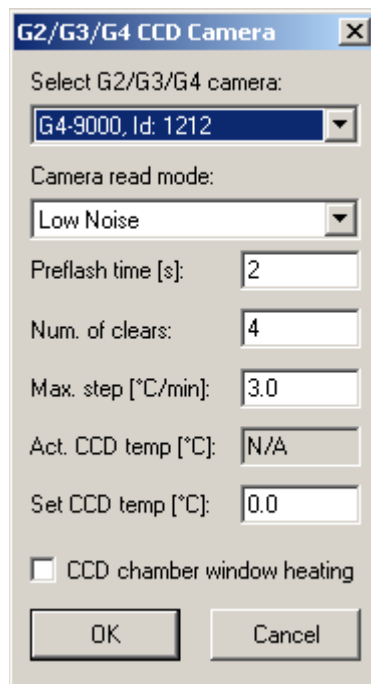 G2/G3/G4 CCD Camera
Select G2/G3/G4 camera:
G4-9000, Id: 1212
Camera read mode:
Low Noise
Preflash time [s]: 2
Num. of clears: 4
Max. step [°C/min]: 3.0
Act. CCD temp [°C]: N/A
Set CCD temp [°C]: 0.0
CCD chamber window heating
OK Cancel